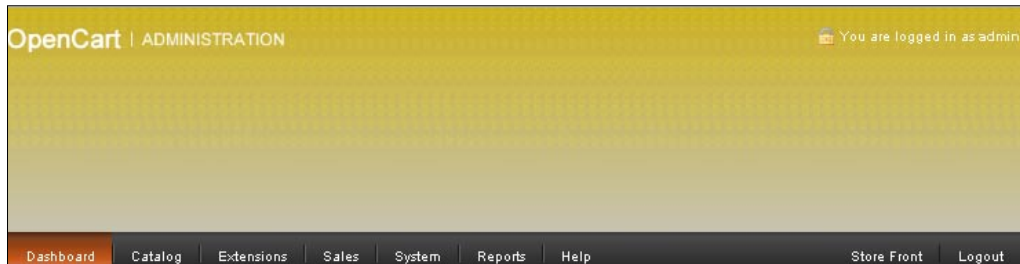 OpenCart | ADMINISTRATION
You are logged in as admin
Dashboard Catalog Extensions Sales System Reports Help Store Front Logout